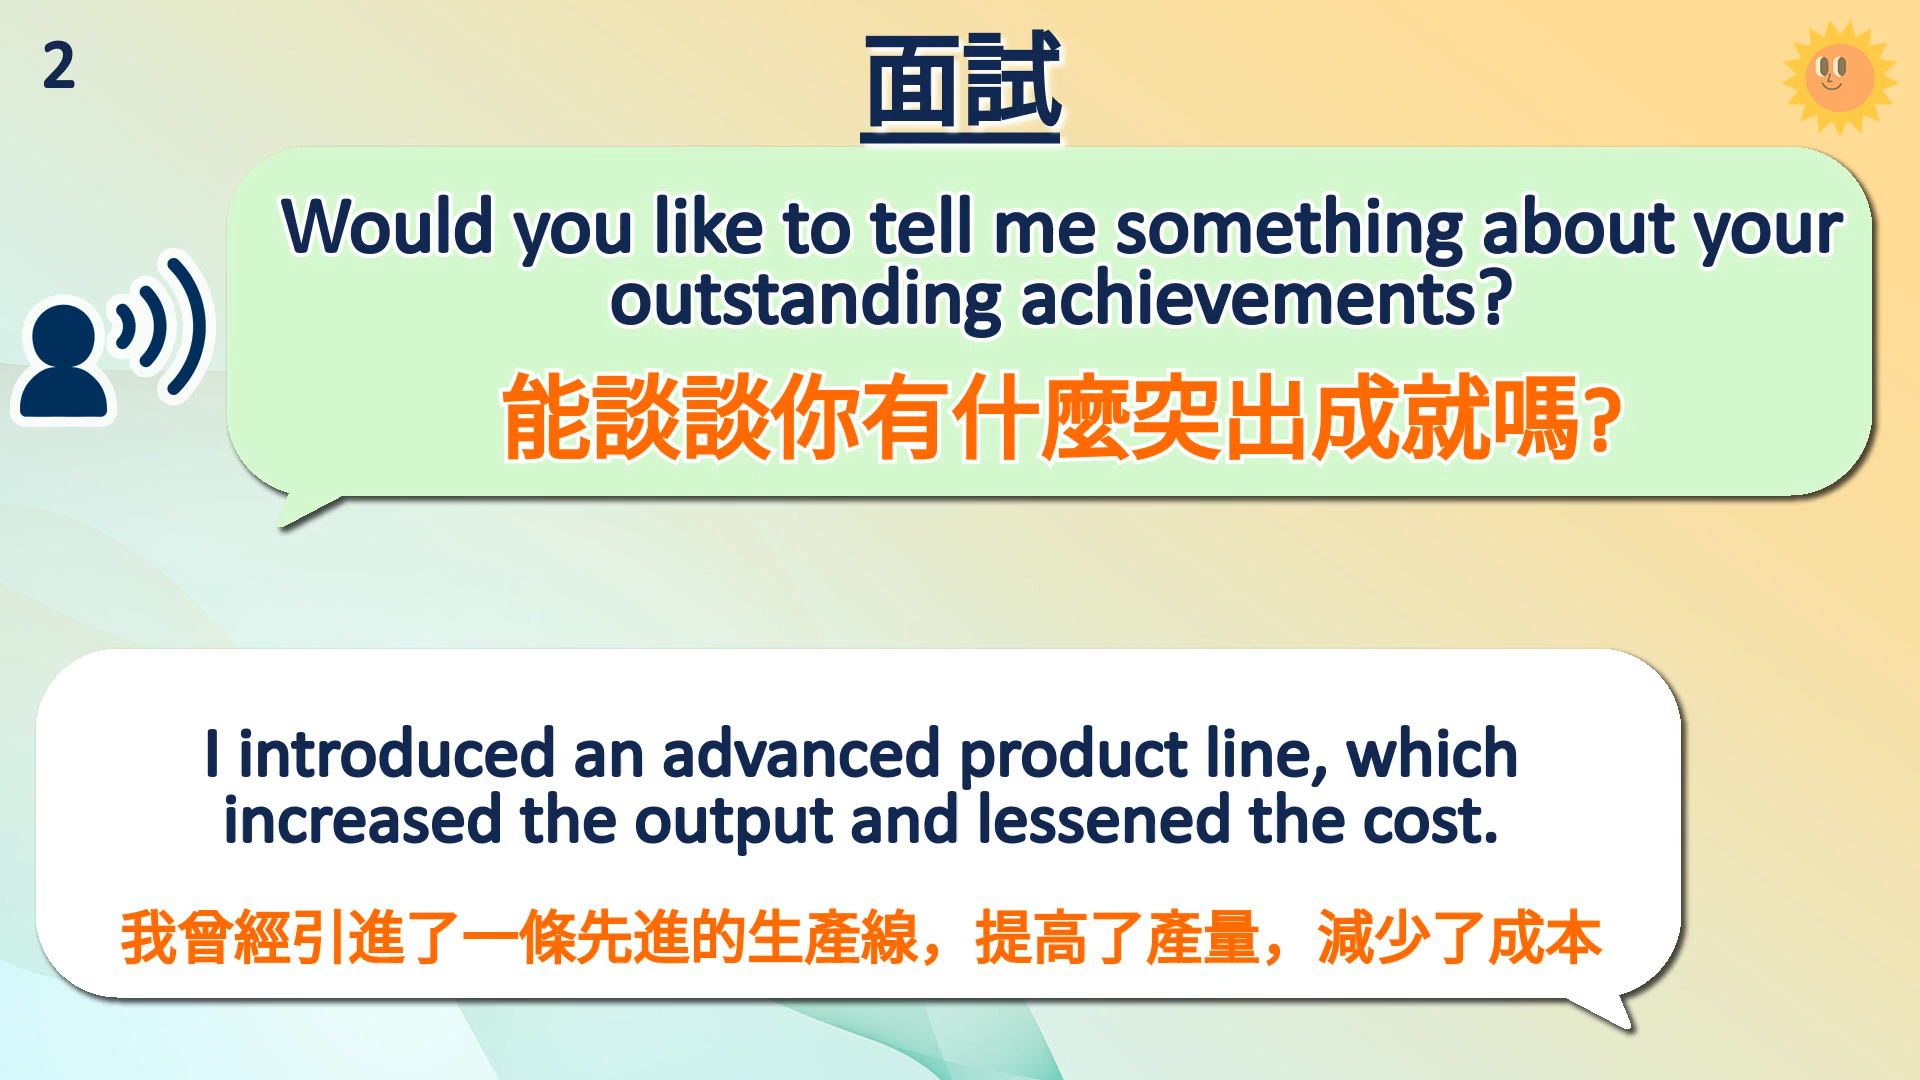 2
面試
Would you like to tell me something about your
outstanding achievements?
能談談你有什麼突出成就嗎?
I introduced an advanced product line, which
increased the output and lessened the cost.
我曾經引進了一條先進的生產線，提高了產量，減少了成本